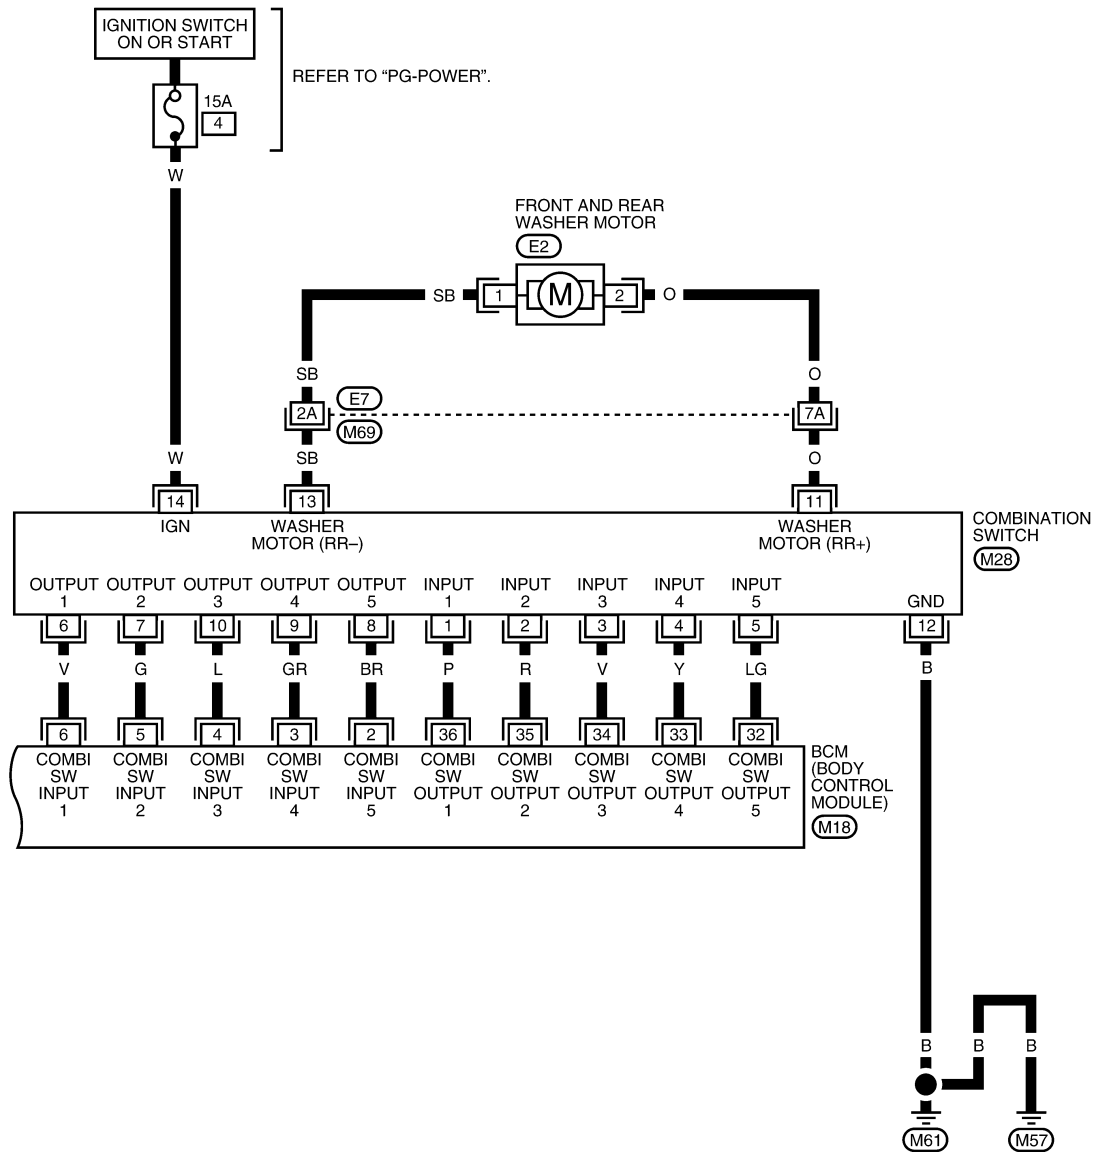 IGNITION SWITCH
ON OR START
REFER TO “PG-POWER”.
15A
4
W
FRONT AND REAR
WASHER MOTOR
E2
SB 1 M 2 O
SB O
2A E7 7A
M69
W SB O
14 13 11
IGN WASHER WASHER
MOTOR (RR–) MOTOR (RR+)
COMBINATION
SWITCH
M28
OUTPUT OUTPUT OUTPUT OUTPUT OUTPUT INPUT INPUT INPUT INPUT INPUT
1 2 3 4 5 1 2 3 4 5 GND
6 7 10 9 8 1 2 3 4 5 12
V G L GR BR P R V Y LG B
6 5 4 3 2 36 35 34 33 32
COMBI COMBI COMBI COMBI COMBI COMBI COMBI COMBI COMBI COMBI
SW SW SW SW SW SW SW SW SW SW
INPUT INPUT INPUT INPUT INPUT OUTPUT OUTPUT OUTPUT OUTPUT OUTPUT
1 2 3 4 5 1 2 3 4 5
BCM
(BODY
CONTROL
MODULE)
M18
B B B
M61 M57